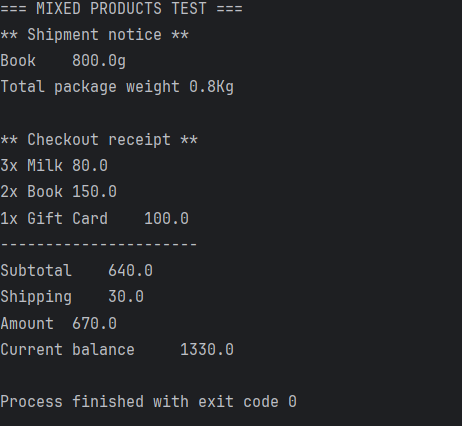 === MIXED PRODUCTS TEST ===
** Shipment notice **
Book    800.0g
Total package weight 0.8Kg

** Checkout receipt **
3x Milk 80.0
2x Book 150.0
1x Gift Card    100.0
----------------------
Subtotal    640.0
Shipping    30.0
Amount  670.0
Current balance     1330.0

Process finished with exit code 0